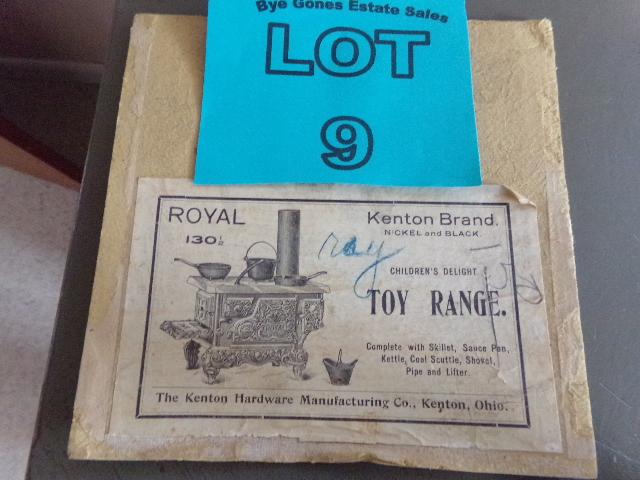 Bye Gones Estate Sales
LOT
9
ROYAL
130½
Kenton Brand.
NICKEL and BLACK.
ray
CHILDREN'S DELIGHT
TOY RANGE.
Complete with Skillet, Sauce Pan,
Kettle, Coal Scuttle, Shovel,
Pipe and Lifter.
The Kenton Hardware Manufacturing Co., Kenton, Ohio.